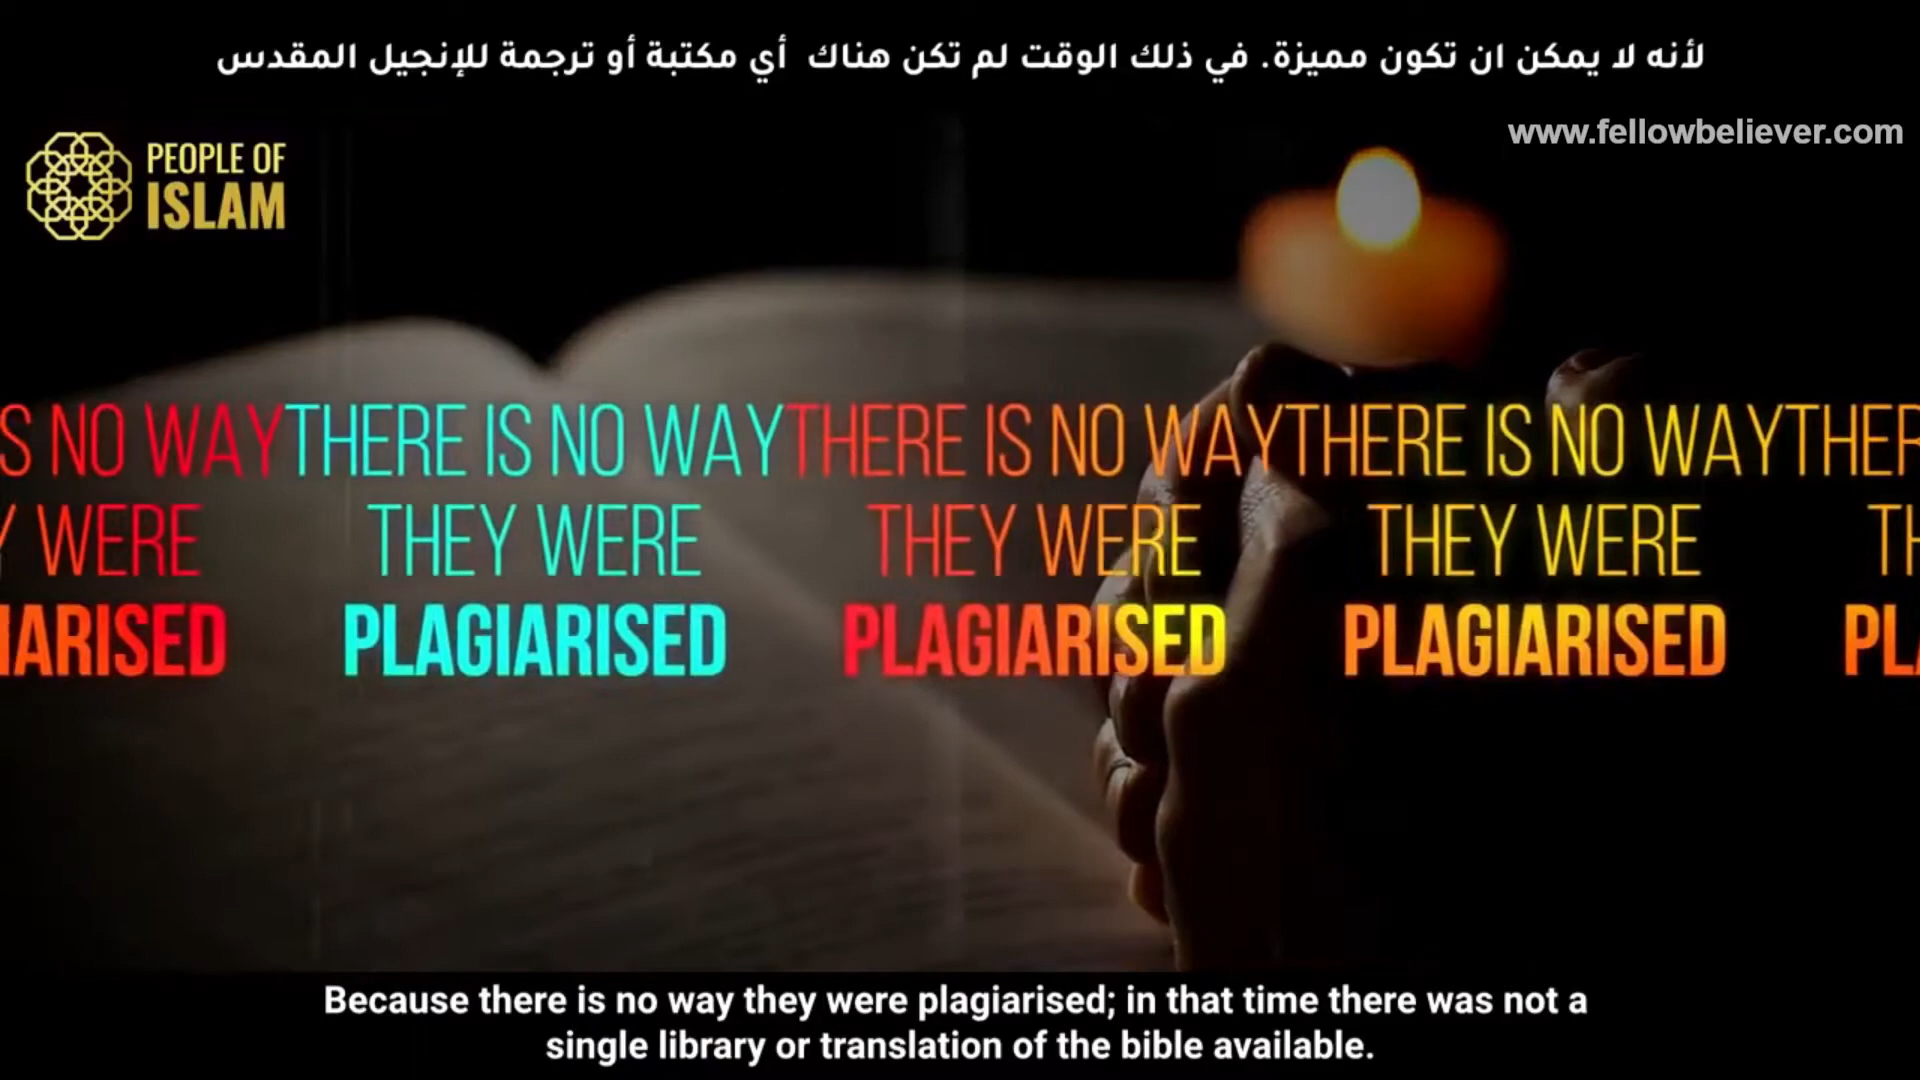 لأنه لا يمكن ان تكون مميزة. في ذلك الوقت لم تكن هناك أي مكتبة أو ترجمة للإنجيل المقدس
www.fellowbeliever.com
PEOPLE OF
ISLAM
S NO WAYTHERE IS NO WAYTHERE IS NO WAYTHERE IS NO WAYTHER
Y WERE THEY WERE THEY WERE THEY WERE TH
IARISED PLAGIARISED PLAGIARISED PLAGIARISED PLA
Because there is no way they were plagiarised; in that time there was not a
single library or translation of the bible available.